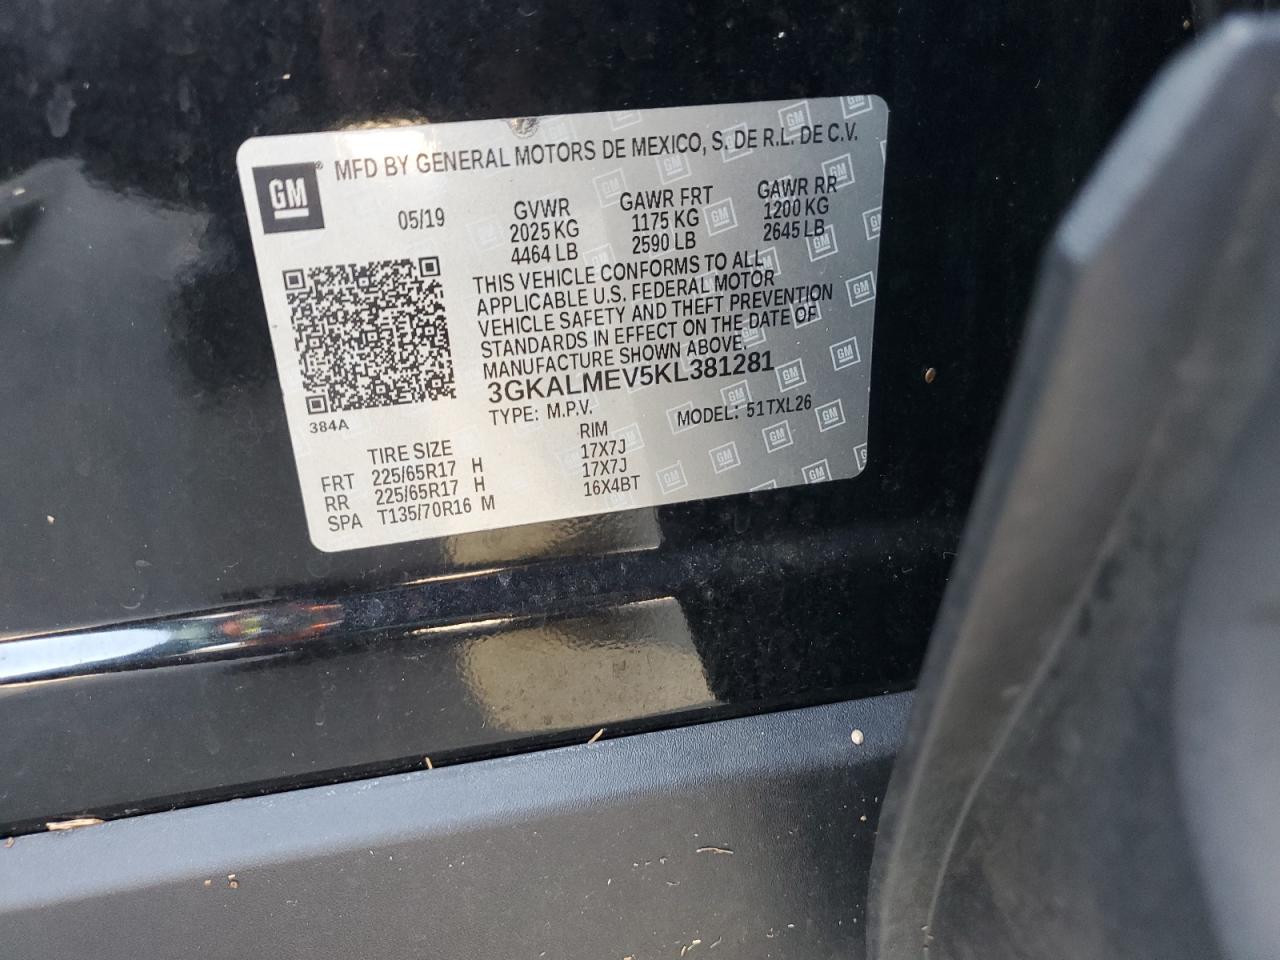 GM®
MFD BY GENERAL MOTORS DE MEXICO, S. DE R.L. DE C.V.
05/19
GVWR
2025 KG
4464 LB
GAWR FRT
1175 KG
2590 LB
GAWR RR
1200 KG
2645 LB
THIS VEHICLE CONFORMS TO ALL
APPLICABLE U.S. FEDERAL MOTOR
VEHICLE SAFETY AND THEFT PREVENTION
STANDARDS IN EFFECT ON THE DATE OF
MANUFACTURE SHOWN ABOVE.
3GKALMEV5KL381281
TYPE: M.P.V. MODEL: 51TXL26
384A
TIRE SIZE RIM
FRT 225/65R17 H 17X7J
RR 225/65R17 H 17X7J
SPA T135/70R16 M 16X4BT